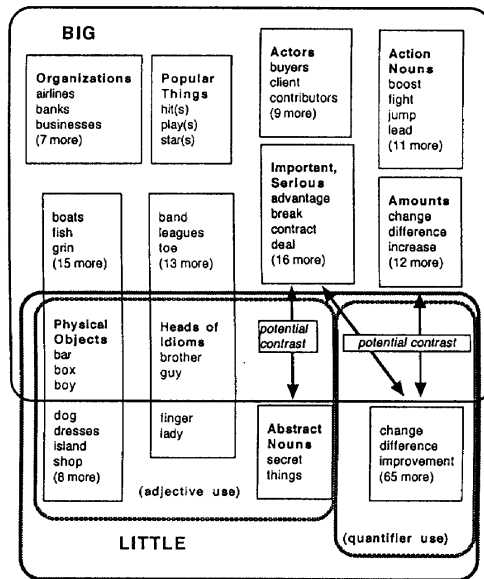 BIG
Organizations
airlines
banks
businesses
(7 more)
Popular
Things
hit(s)
play(s)
star(s)
Actors
buyers
client
contributors
(9 more)
Action
Nouns
boost
fight
jump
lead
(11 more)
Important,
Serious
advantage
break
contract
deal
(16 more)
Amounts
change
difference
increase
(12 more)
boats
fish
grin
(15 more)
band
leagues
toe
(13 more)
Physical
Objects
bar
box
boy
Heads of
Idioms
brother
guy
potential
contrast
potential contrast
dog
dresses
island
shop
(8 more)
finger
lady
Abstract
Nouns
secret
things
change
difference
improvement
(65 more)
(adjective use)
(quantifier use)
LITTLE